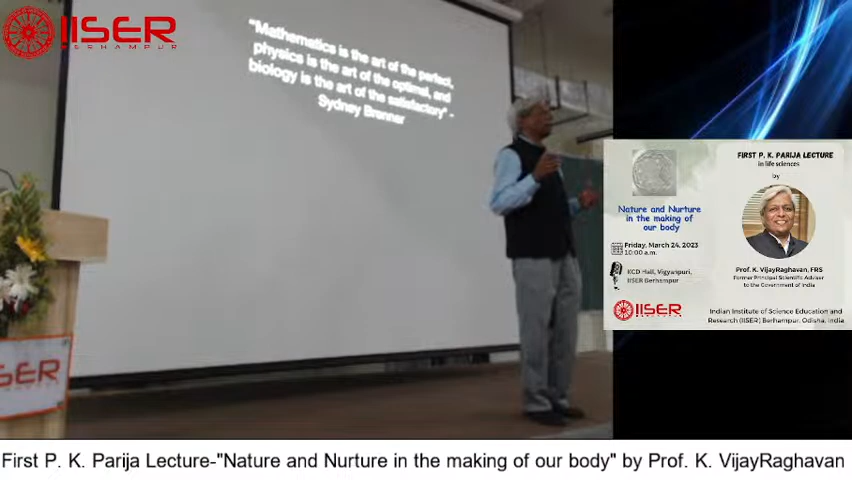 IISER
BERHAMPUR
"Mathematics is the art of the perfect,
physics is the art of the optimal, and
biology is the art of the satisfactory" -
Sydney Brenner
FIRST P. K. PARIJA LECTURE
in life sciences
by
Nature and Nurture
in the making of
our body
Friday, March 24, 2023
10:00 a.m.
IICD Hall, Vigyanpuri,
IISER Berhampur
Prof. K. VijayRaghavan, FRS
Former Principal Scientific Adviser
to the Government of India
IISER
Indian Institute of Science Education and
Research (IISER) Berhampur, Odisha, India
SER
First P. K. Parija Lecture-"Nature and Nurture in the making of our body" by Prof. K. VijayRaghavan